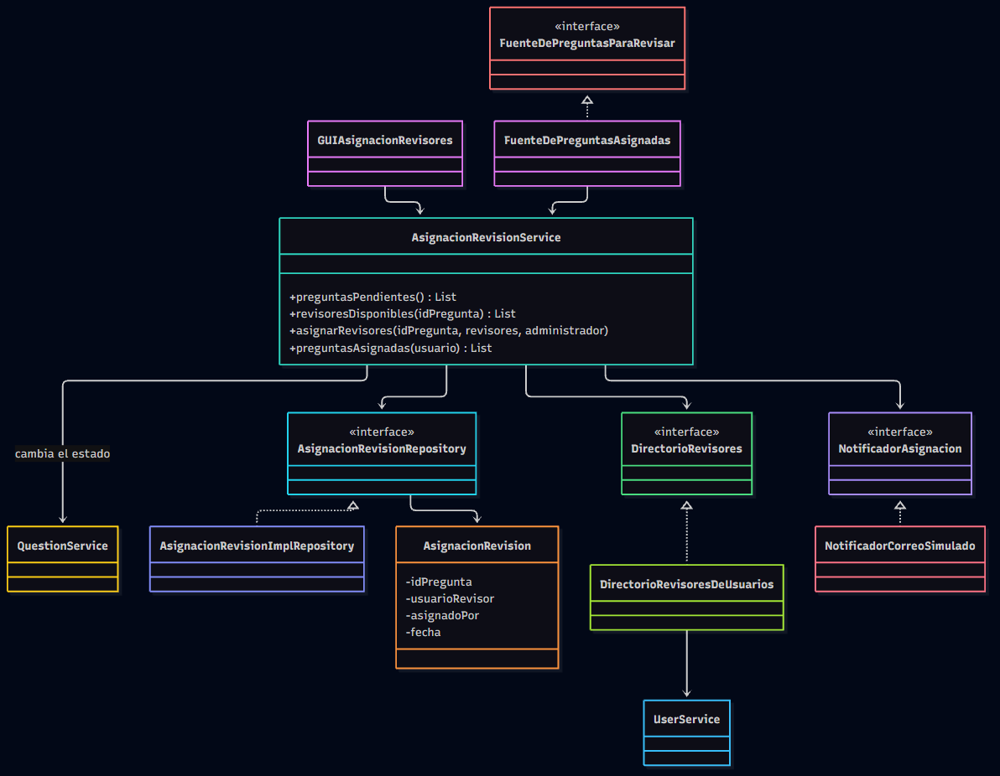 «interface»
FuenteDePreguntasParaRevisar
GUIAsignacionRevisores
FuenteDePreguntasAsignadas
AsignacionRevisionService
+preguntasPendientes() : List
+revisoresDisponibles(idPregunta) : List
+asignarRevisores(idPregunta, revisores, administrador)
+preguntasAsignadas(usuario) : List
cambia el estado
«interface»
AsignacionRevisionRepository
«interface»
DirectorioRevisores
«interface»
NotificadorAsignacion
QuestionService
AsignacionRevisionImplRepository
AsignacionRevision
-idPregunta
-usuarioRevisor
-asignadoPor
-fecha
NotificadorCorreoSimulado
DirectorioRevisoresDeUsuarios
UserService